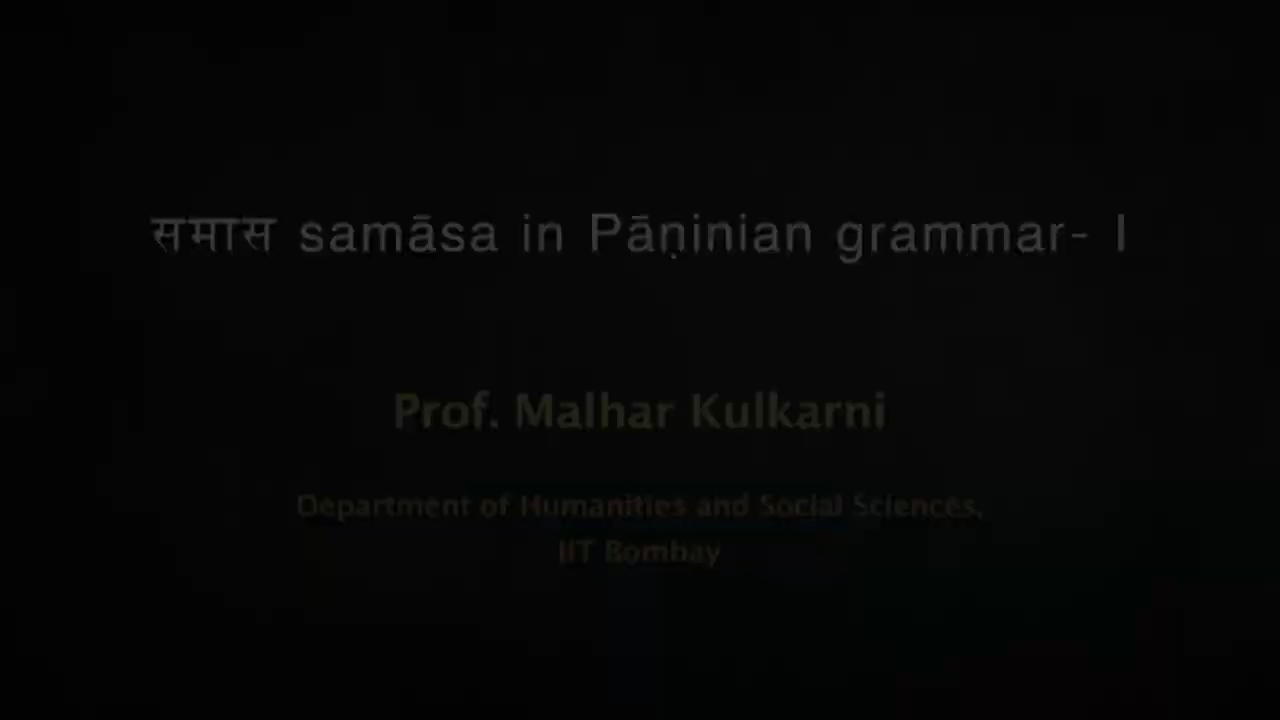 समास samāsa in Pāṇinian grammar- I
Prof. Malhar Kulkarni
Department of Humanities and Social Sciences,
IIT Bombay